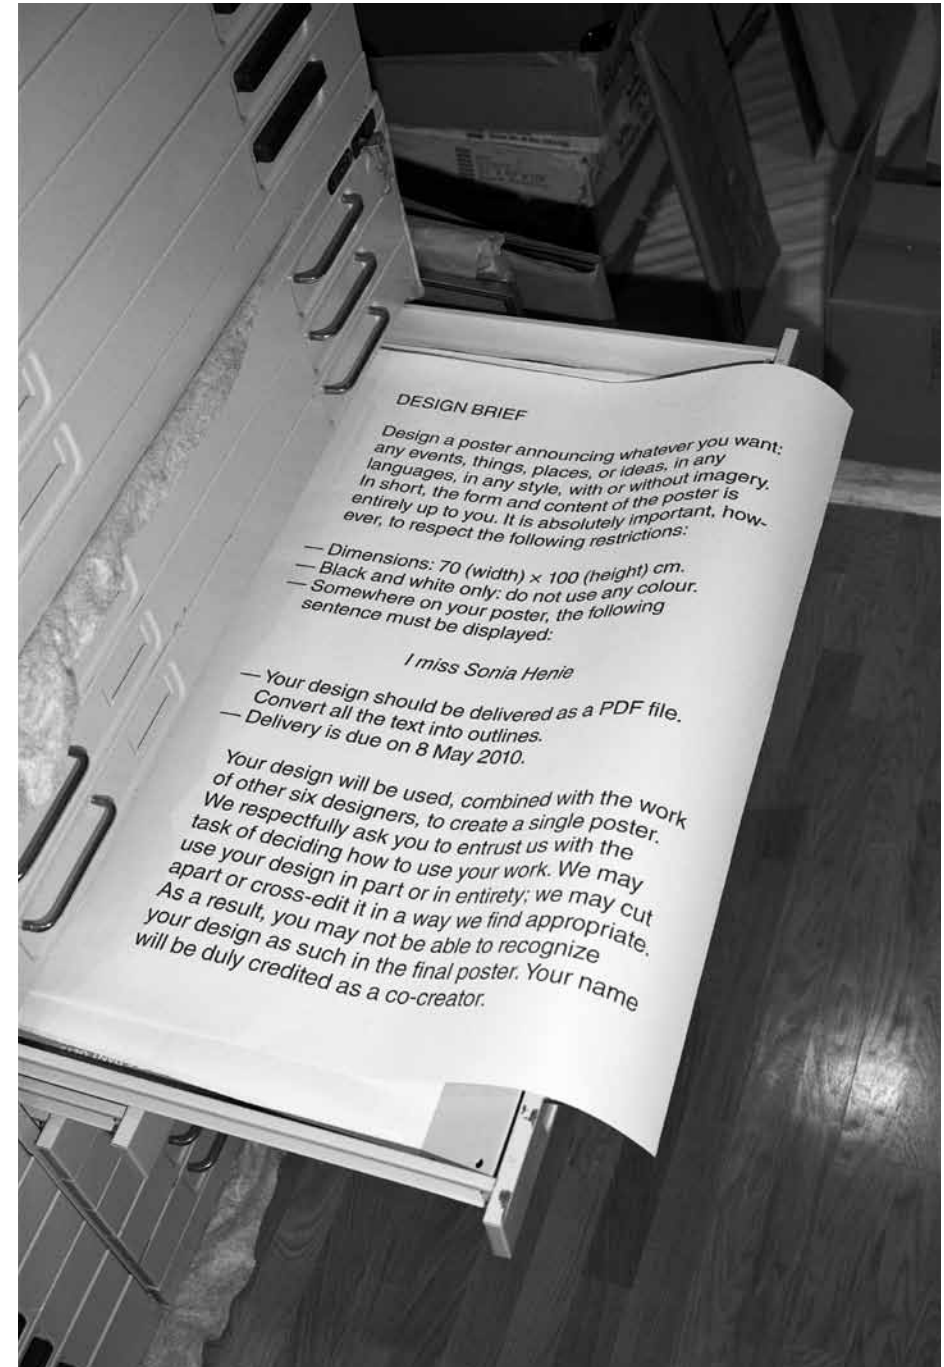 DESIGN BRIEF
Design a poster announcing whatever you want:
any events, things, places, or ideas, in any
languages, in any style, with or without imagery.
In short, the form and content of the poster is
entirely up to you. It is absolutely important, how-
ever, to respect the following restrictions:
— Dimensions: 70 (width) × 100 (height) cm.
— Black and white only: do not use any colour.
— Somewhere on your poster, the following
sentence must be displayed:
I miss Sonia Henie
— Your design should be delivered as a PDF file.
Convert all the text into outlines.
— Delivery is due on 8 May 2010.
Your design will be used, combined with the work
of other six designers, to create a single poster.
We respectfully ask you to entrust us with the
task of deciding how to use your work. We may
use your design in part or in entirety; we may cut
apart or cross-edit it in a way we find appropriate.
As a result, you may not be able to recognize
your design as such in the final poster. Your name
will be duly credited as a co-creator.